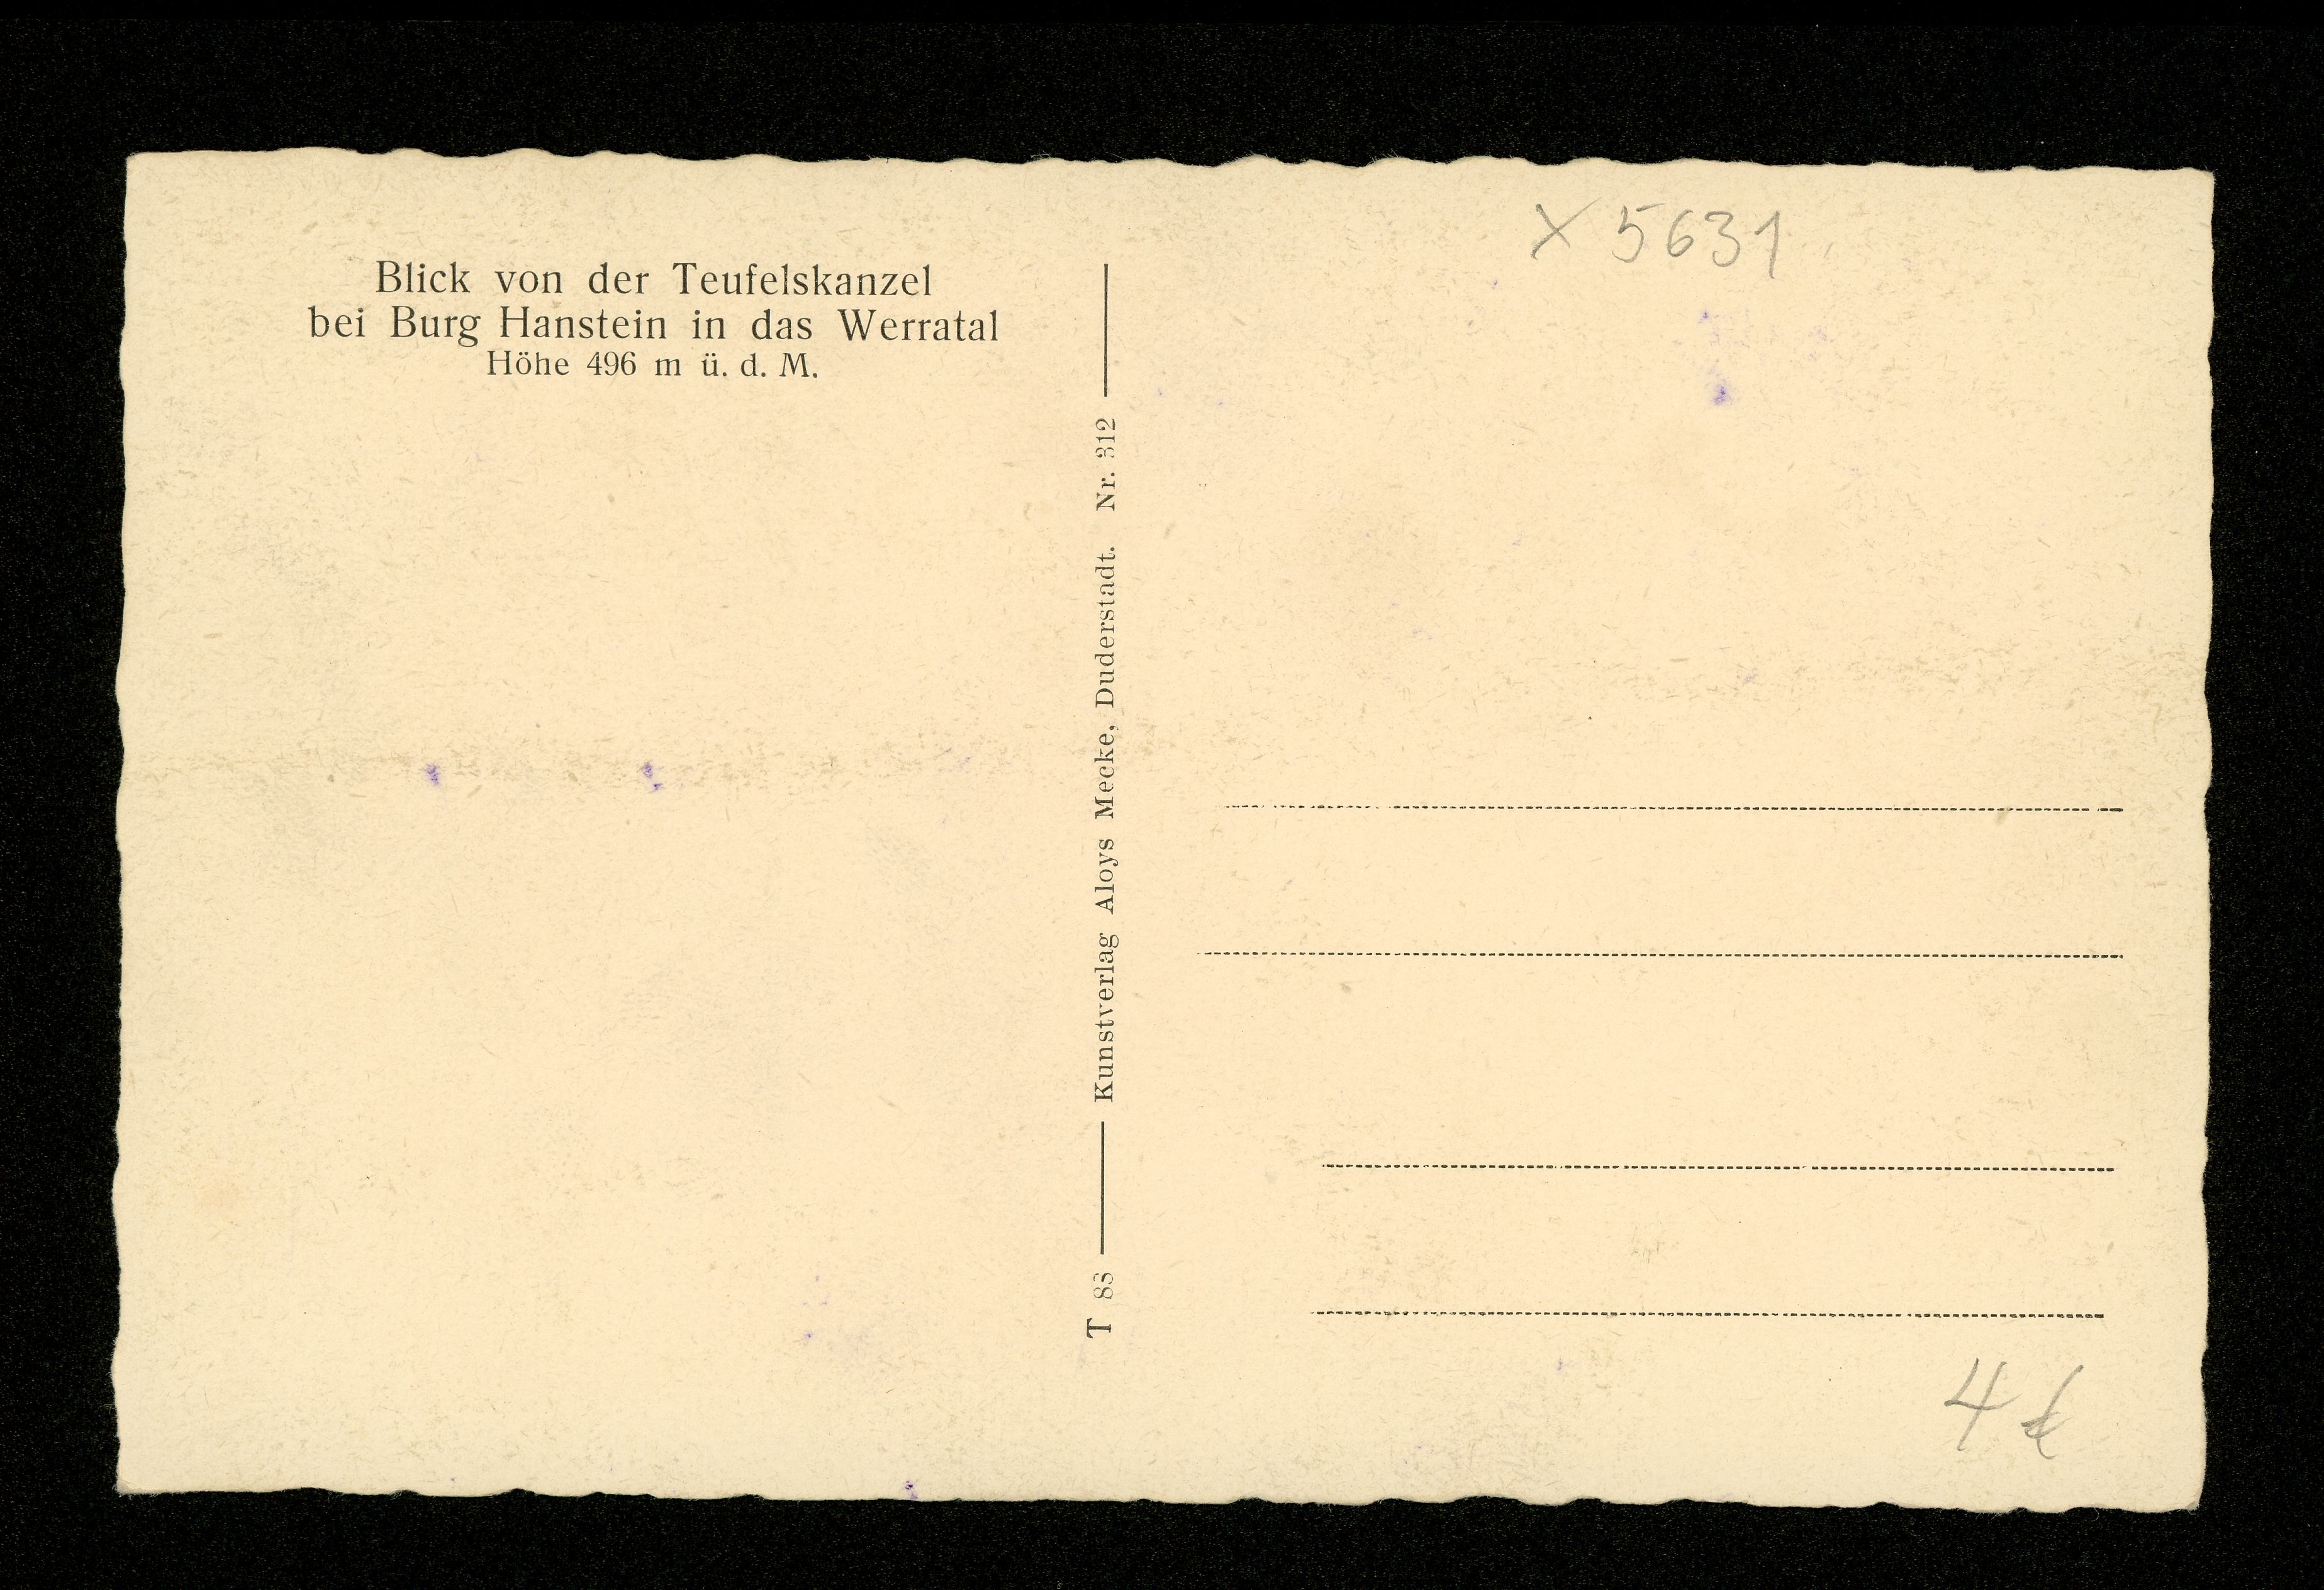 Blick von der Teufelskanzel
bei Burg Hanstein in das Werratal
Höhe 496 m ü. d. M.
X 5631
Kunstverlag Aloys Mecke, Duderstadt. Nr. 312
T
4 €